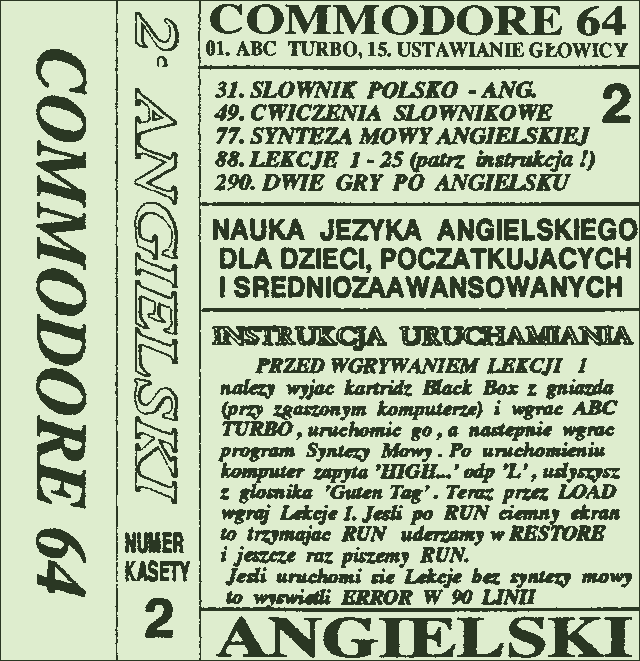 COMMODORE 64
2. ANGIELSKI
NUMER
KASETY
2
COMMODORE 64
01. ABC TURBO, 15. USTAWIANIE GŁOWICY
31. SLOWNIK POLSKO - ANG.
49. CWICZENIA SLOWNIKOWE
77. SYNTEZA MOWY ANGIELSKIEJ
88. LEKCJE 1 - 25 (patrz instrukcja !)
290. DWIE GRY PO ANGIELSKU
2
NAUKA JEZYKA ANGIELSKIEGO
DLA DZIECI, POCZATKUJACYCH
I SREDNIOZAAWANSOWANYCH
INSTRUKCJA URUCHAMIANIA
PRZED WGRYWANIEM LEKCJI 1
nalezy wyjac kartridz Black Box z gniazda
(przy zgaszonym komputerze) i wgrac ABC
TURBO, uruchomic go, a nastepnie wgrac
program Syntezy Mowy. Po uruchomieniu
komputer zapyta 'HIGH...' odp 'L', uslyszysz
z glosnika 'Guten Tag'. Teraz przez LOAD
wgraj Lekcje 1. Jesli po RUN ciemny ekran
to trzymajac RUN uderzamy w RESTORE
i jeszcze raz piszemy RUN.
Jesli uruchomi sie Lekcje bez syntezy mowy
to wyswietli ERROR W 90 LINII
ANGIELSKI